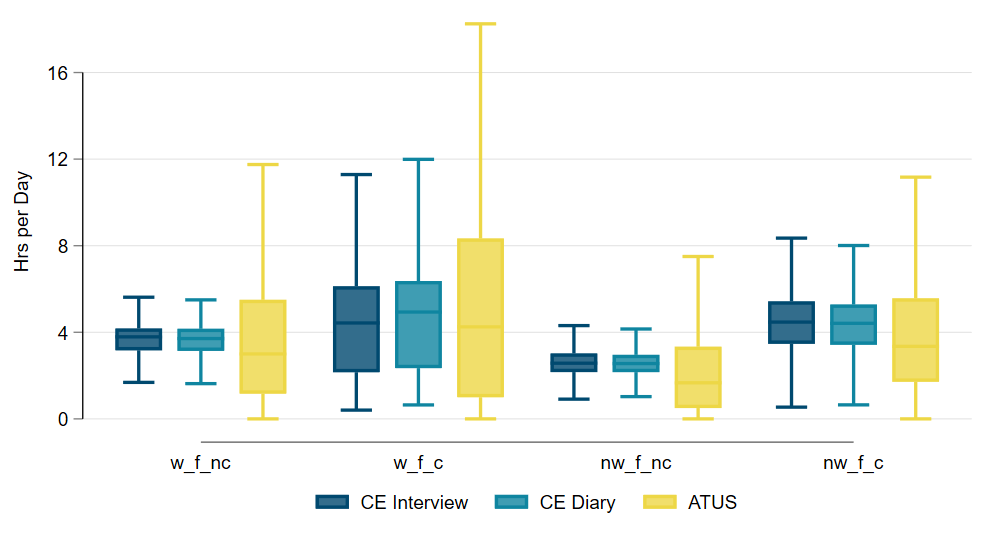 Hrs per Day
16
12
8
4
0
w_f_nc
w_f_c
nw_f_nc
nw_f_c
CE Interview
CE Diary
ATUS